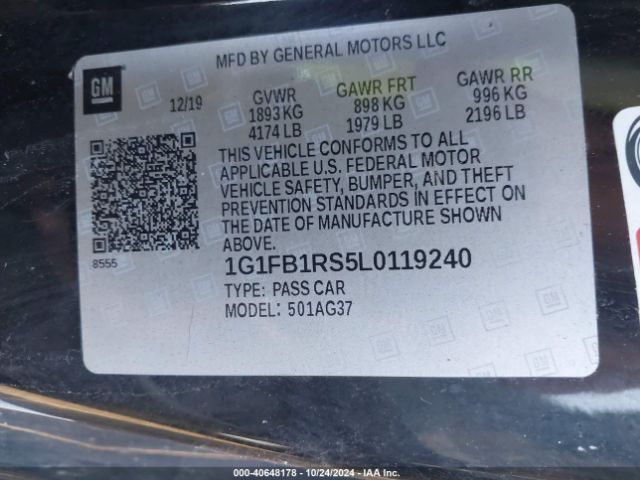 MFD BY GENERAL MOTORS LLC
GM
12/19
GVWR
1893 KG
4174 LB
GAWR FRT
898 KG
1979 LB
GAWR RR
996 KG
2196 LB
THIS VEHICLE CONFORMS TO ALL
APPLICABLE U.S. FEDERAL MOTOR
VEHICLE SAFETY, BUMPER, AND THEFT
PREVENTION STANDARDS IN EFFECT ON
THE DATE OF MANUFACTURE SHOWN
ABOVE.
8555
1G1FB1RS5L0119240
TYPE: PASS CAR
MODEL: 501AG37
000-40648178 - 10/24/2024 - IAA Inc.